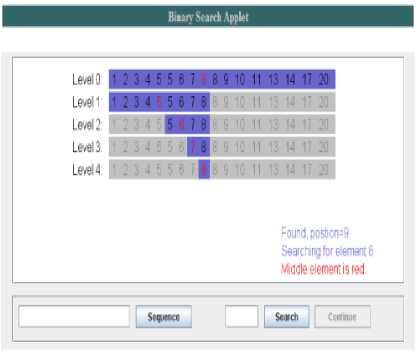 Binary Search Applet
Level 0: 1 2 3 4 5 5 6 7 8 8 9 10 11 13 14 17 20
Level 1: 1 2 3 4 5 5 6 7 8 8 9 10 11 13 14 17 20
Level 2: 1 2 3 4 5 5 6 7 8 8 9 10 11 13 14 17 20
Level 3: 1 2 3 4 5 5 6 7 8 8 9 10 11 13 14 17 20
Level 4: 1 2 3 4 5 5 6 7 8 8 9 10 11 13 14 17 20
Found, postion=9
Searching for element 8
Middle element is red.
Sequence Search Continue